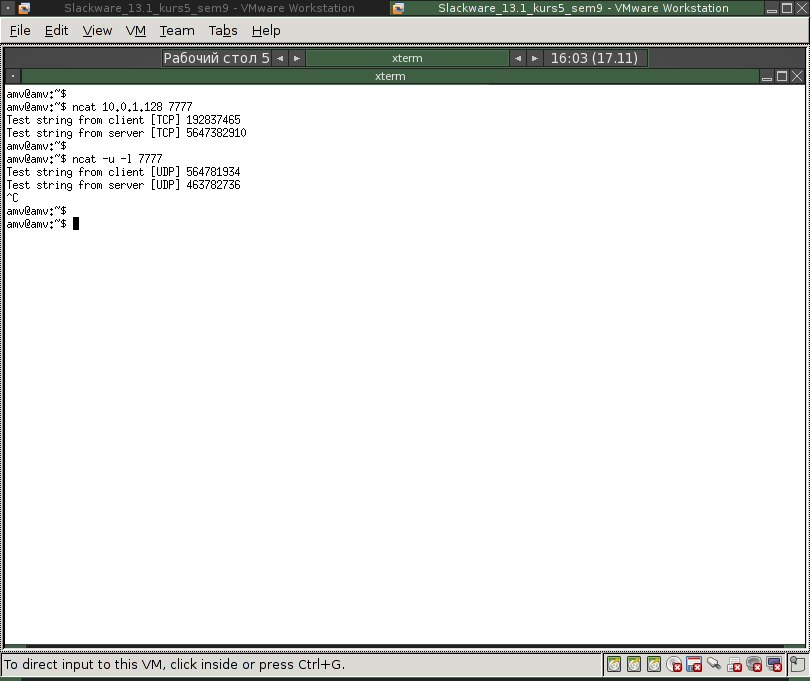 Slackware_13.1_kurs5_sem9 - VMware Workstation
Slackware_13.1_kurs5_sem9 - VMware Workstation
File Edit View VM Team Tabs Help
Рабочий стол 5 xterm 16:03 (17.11)
xterm
amv@amv:~$
amv@amv:~$ ncat 10.0.1.128 7777
Test string from client [TCP] 192837465
Test string from server [TCP] 5647382910
amv@amv:~$
amv@amv:~$ ncat -u -l 7777
Test string from client [UDP] 564781934
Test string from server [UDP] 463782736
^C
amv@amv:~$
amv@amv:~$
To direct input to this VM, click inside or press Ctrl+G.